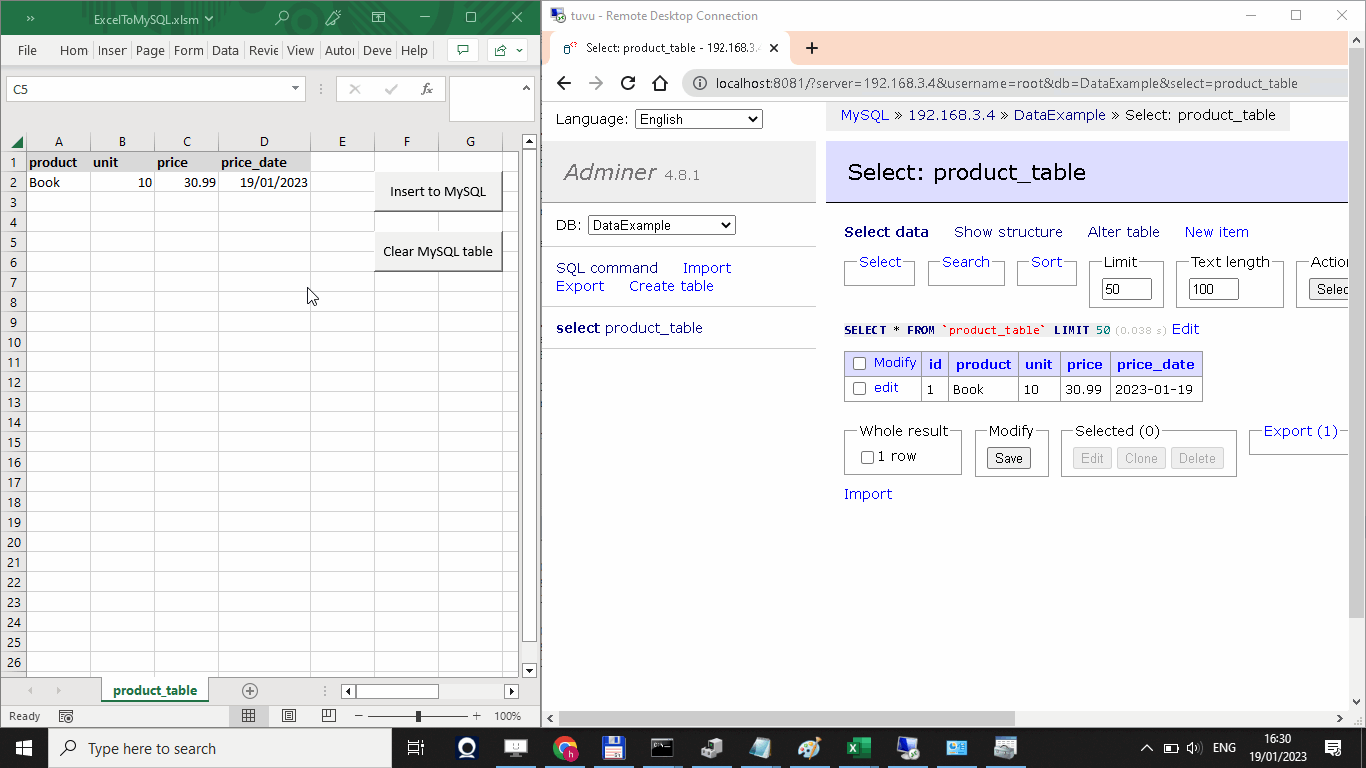 ExcelToMySQL.xlsm
File Hom Inser Page Form Data Revie View Autor Deve Help
C5
fx
A B C D E F G
1 product unit price price_date
2 Book 10 30.99 19/01/2023
Insert to MySQL
3
4
5
Clear MySQL table
6
7
8
9
10
11
12
13
14
15
16
17
18
19
20
21
22
23
24
25
26
product_table
Ready
100%
tuvu - Remote Desktop Connection
Select: product_table - 192.168.3.4
localhost:8081/?server=192.168.3.4&username=root&db=DataExample&select=product_table
Language: English
MySQL » 192.168.3.4 » DataExample » Select: product_table
Adminer 4.8.1
Select: product_table
DB: DataExample
Select data Show structure Alter table New item
SQL command Import
Export Create table
Select Search Sort Limit Text length Action
50 100 Selec
select product_table
SELECT * FROM `product_table` LIMIT 50 (0.038 s) Edit
Modify id product unit price price_date
edit 1 Book 10 30.99 2023-01-19
Whole result Modify Selected (0) Export (1)
1 row Save Edit Clone Delete
Import
Type here to search
ENG
16:30
19/01/2023